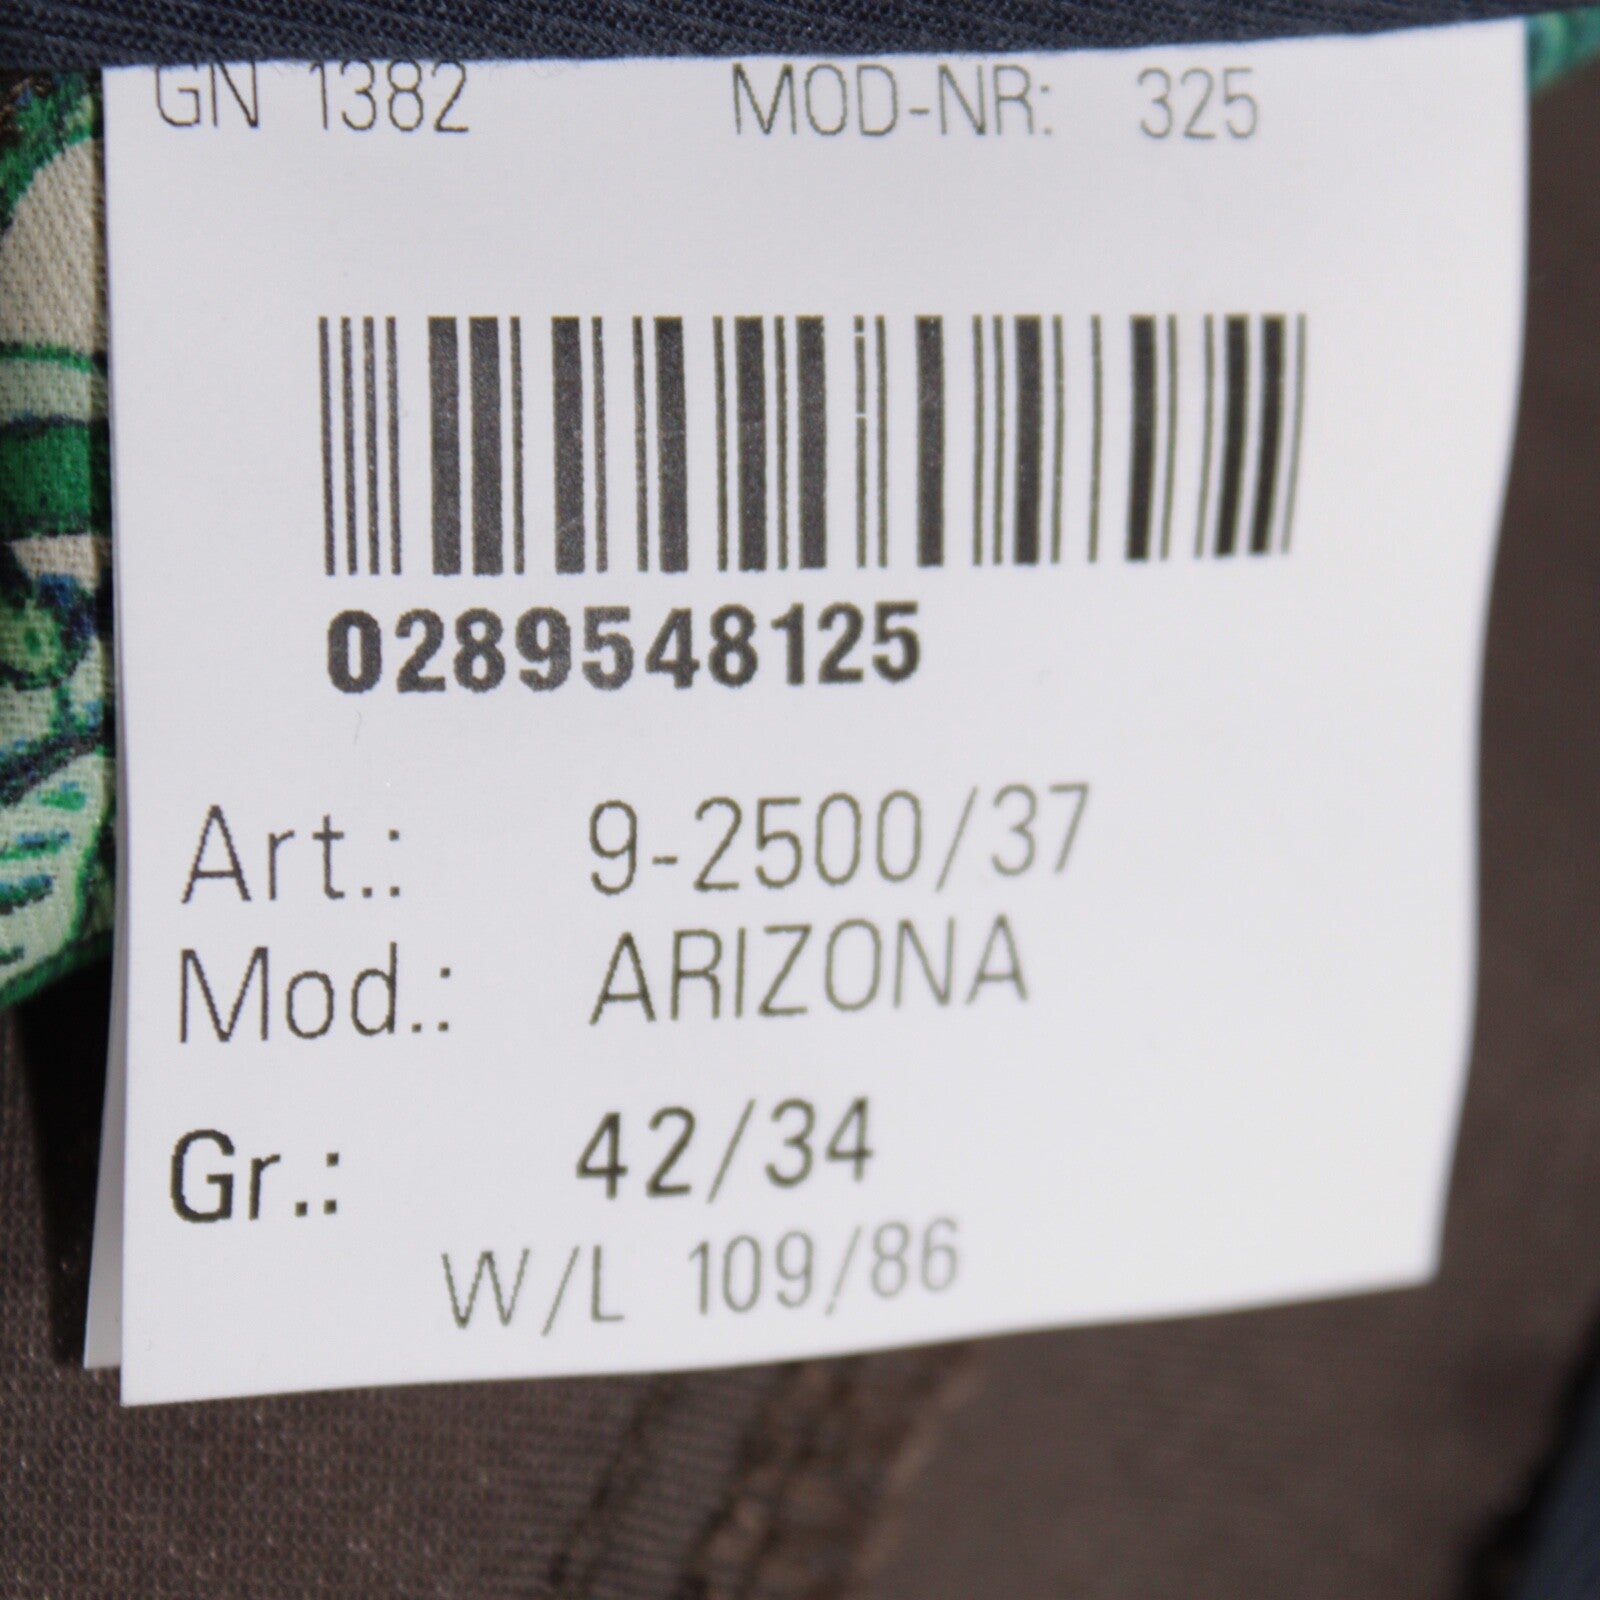 GN 1382 MOD-NR: 325
0289548125
Art.: 9-2500/37
Mod.: ARIZONA
Gr.: 42/34
W/L 109/86